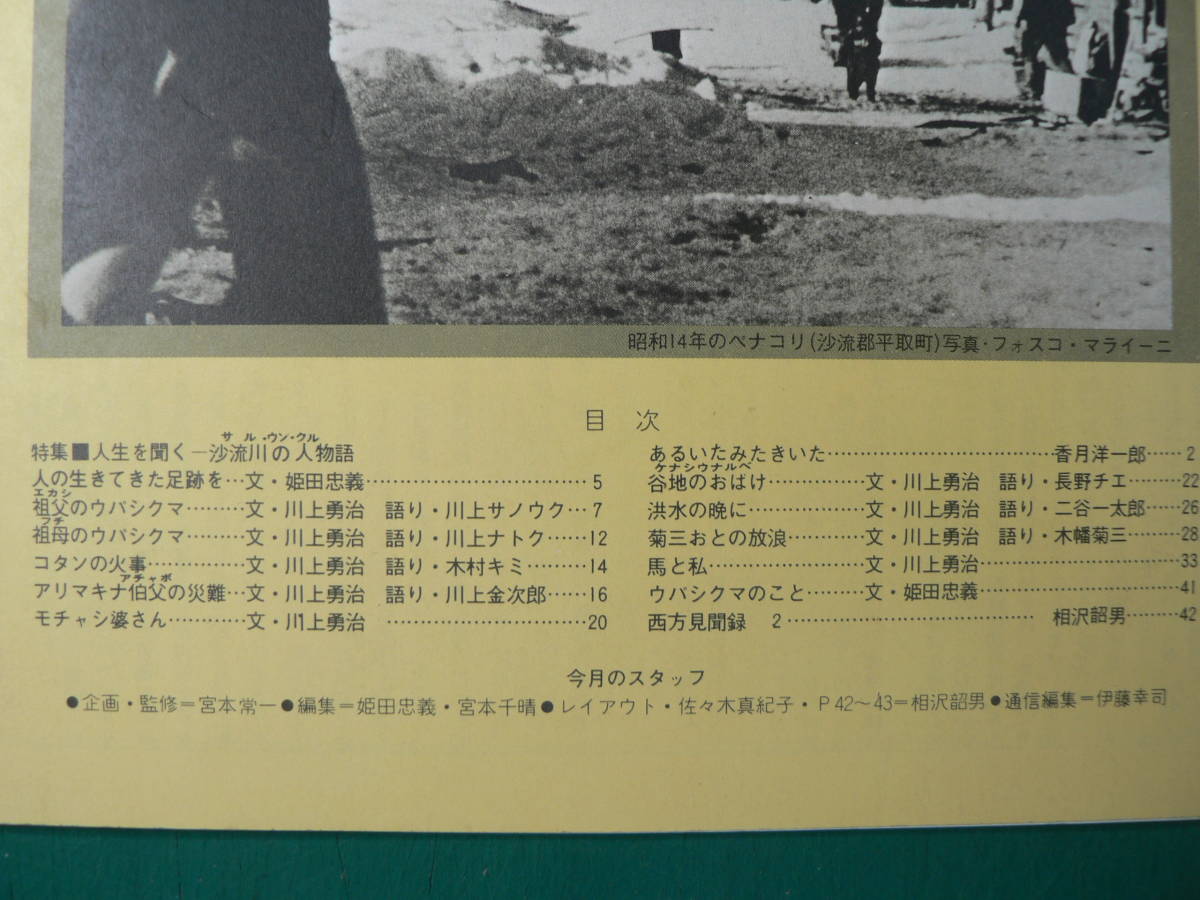 昭和14年のペナコリ(沙流郡平取町)写真・フォスコ・マライーニ
目 次
サル・ウン・クル
特集■人生を聞く－沙流川の人物語
人の生きてきた足跡を…文・姫田忠義……………………………5
エカシ
祖父のウパシクマ………文・川上勇治 語り・川上サノウク…7
フチ
祖母のウパシクマ………文・川上勇治 語り・川上ナトク……12
コタンの火事……………文・川上勇治 語り・木村キミ………14
アチャポ
アリマキナ伯父の災難…文・川上勇治 語り・川上金次郎……16
モチャシ婆さん…………文・川上勇治 ……………………20
あるいたみたきいた……………………………香月洋一郎……2
ケナシウナルペ
谷地のおばけ……………文・川上勇治 語り・長野チエ………22
洪水の晩に………………文・川上勇治 語り・二谷一太郎……26
菊三おとの放浪…………文・川上勇治 語り・木幡菊三………28
馬と私……………………文・川上勇治……………………………33
ウパシクマのこと………文・姫田忠義……………………………41
西方見聞録 2……………………………… 相沢韶男………42
今月のスタッフ
●企画・監修＝宮本常一●編集＝姫田忠義・宮本千晴●レイアウト・佐々木真紀子・P42～43＝相沢韶男●通信編集＝伊藤幸司